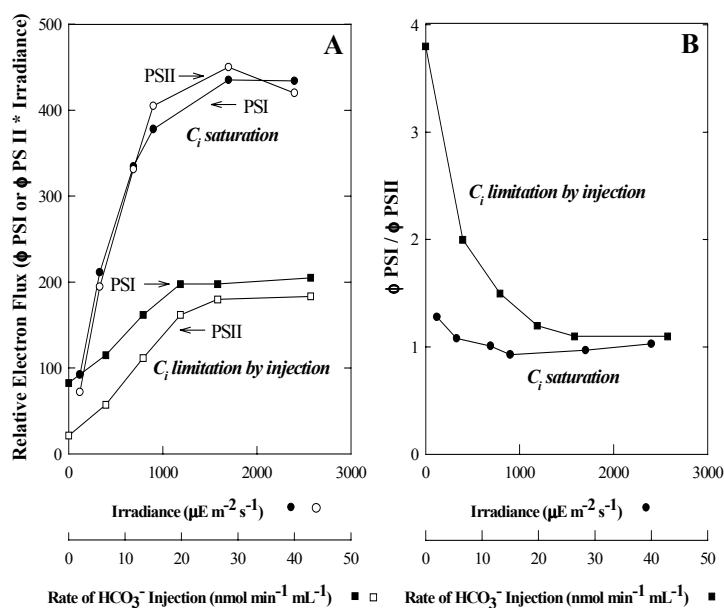 A
Relative Electron Flux (ϕ PSI or ϕ PS II * Irradiance)
500
400
300
200
100
0
PSII
PSI
Ci saturation
PSI
PSII
Ci limitation by injection
0 1000 2000 3000
Irradiance (µE m-2 s-1) ● ○
0 10 20 30 40 50
Rate of HCO3- Injection (nmol min-1 mL-1) ■ □
B
ϕ PSI / ϕ PSII
4
3
2
1
0
Ci limitation by injection
Ci saturation
0 1000 2000 3000
Irradiance (µE m-2 s-1) ●
0 10 20 30 40 50
Rate of HCO3- Injection (nmol min-1 mL-1) ■